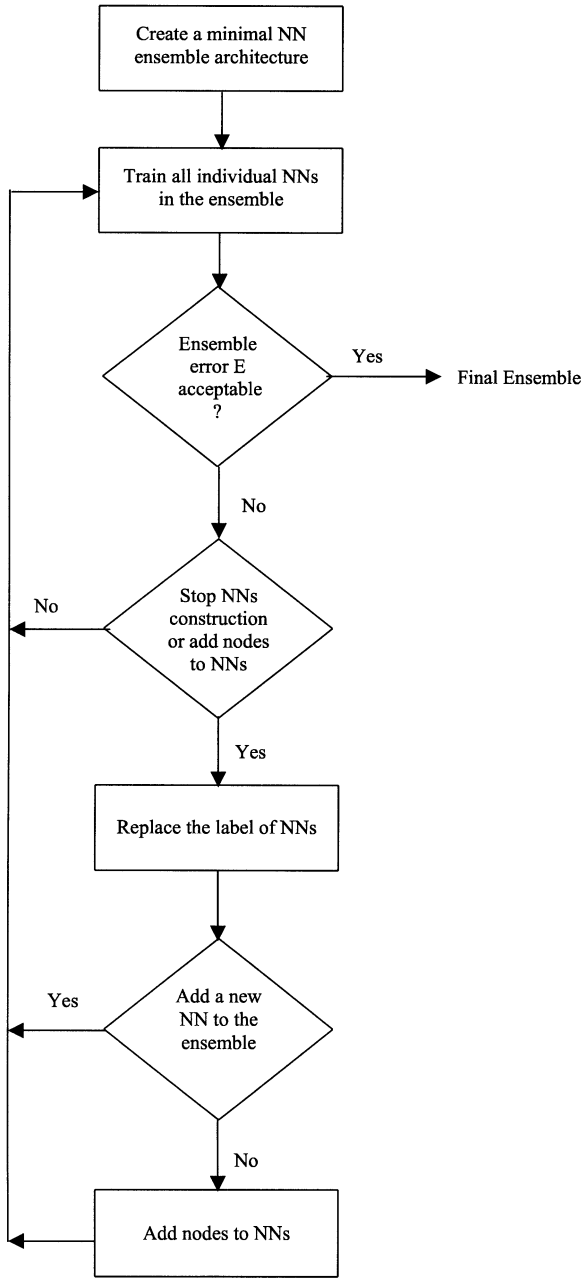 Create a minimal NN
ensemble architecture
Train all individual NNs
in the ensemble
Ensemble
error E
acceptable
?
Yes
Final Ensemble
No
Stop NNs
construction
or add nodes
to NNs
No
Yes
Replace the label of NNs
Add a new
NN to the
ensemble
Yes
No
Add nodes to NNs